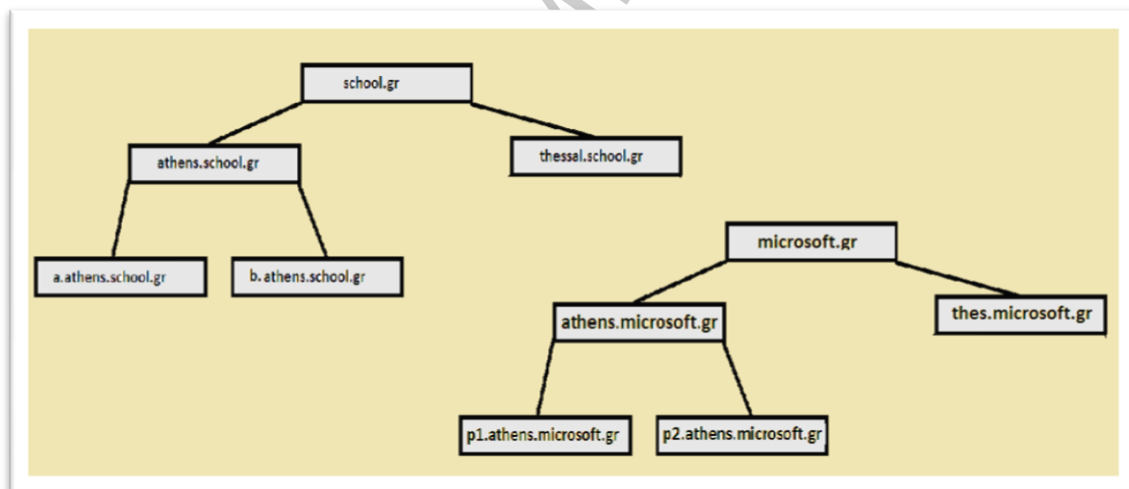 school.gr
athens.school.gr
thessal.school.gr
a.athens.school.gr
b.athens.school.gr
microsoft.gr
athens.microsoft.gr
thes.microsoft.gr
p1.athens.microsoft.gr
p2.athens.microsoft.gr